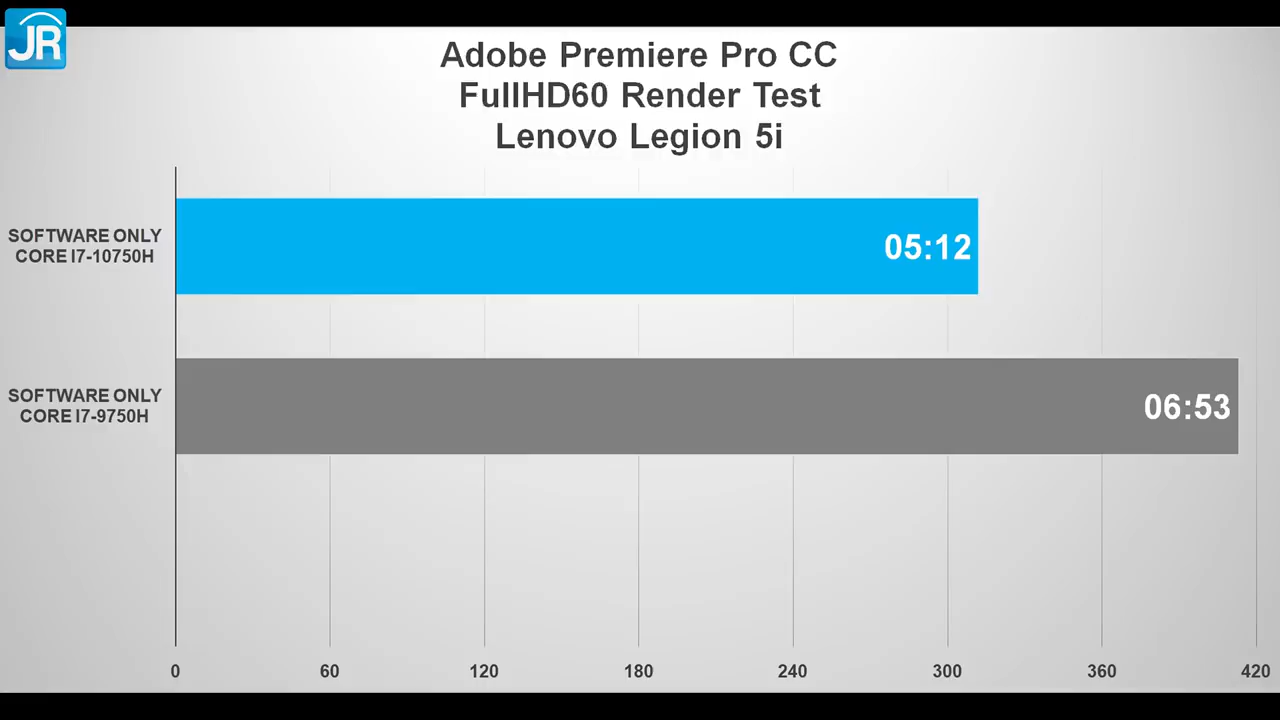 JR
Adobe Premiere Pro CC
FullHD60 Render Test
Lenovo Legion 5i
SOFTWARE ONLY
CORE I7-10750H
05:12
SOFTWARE ONLY
CORE I7-9750H
06:53
0 60 120 180 240 300 360 420